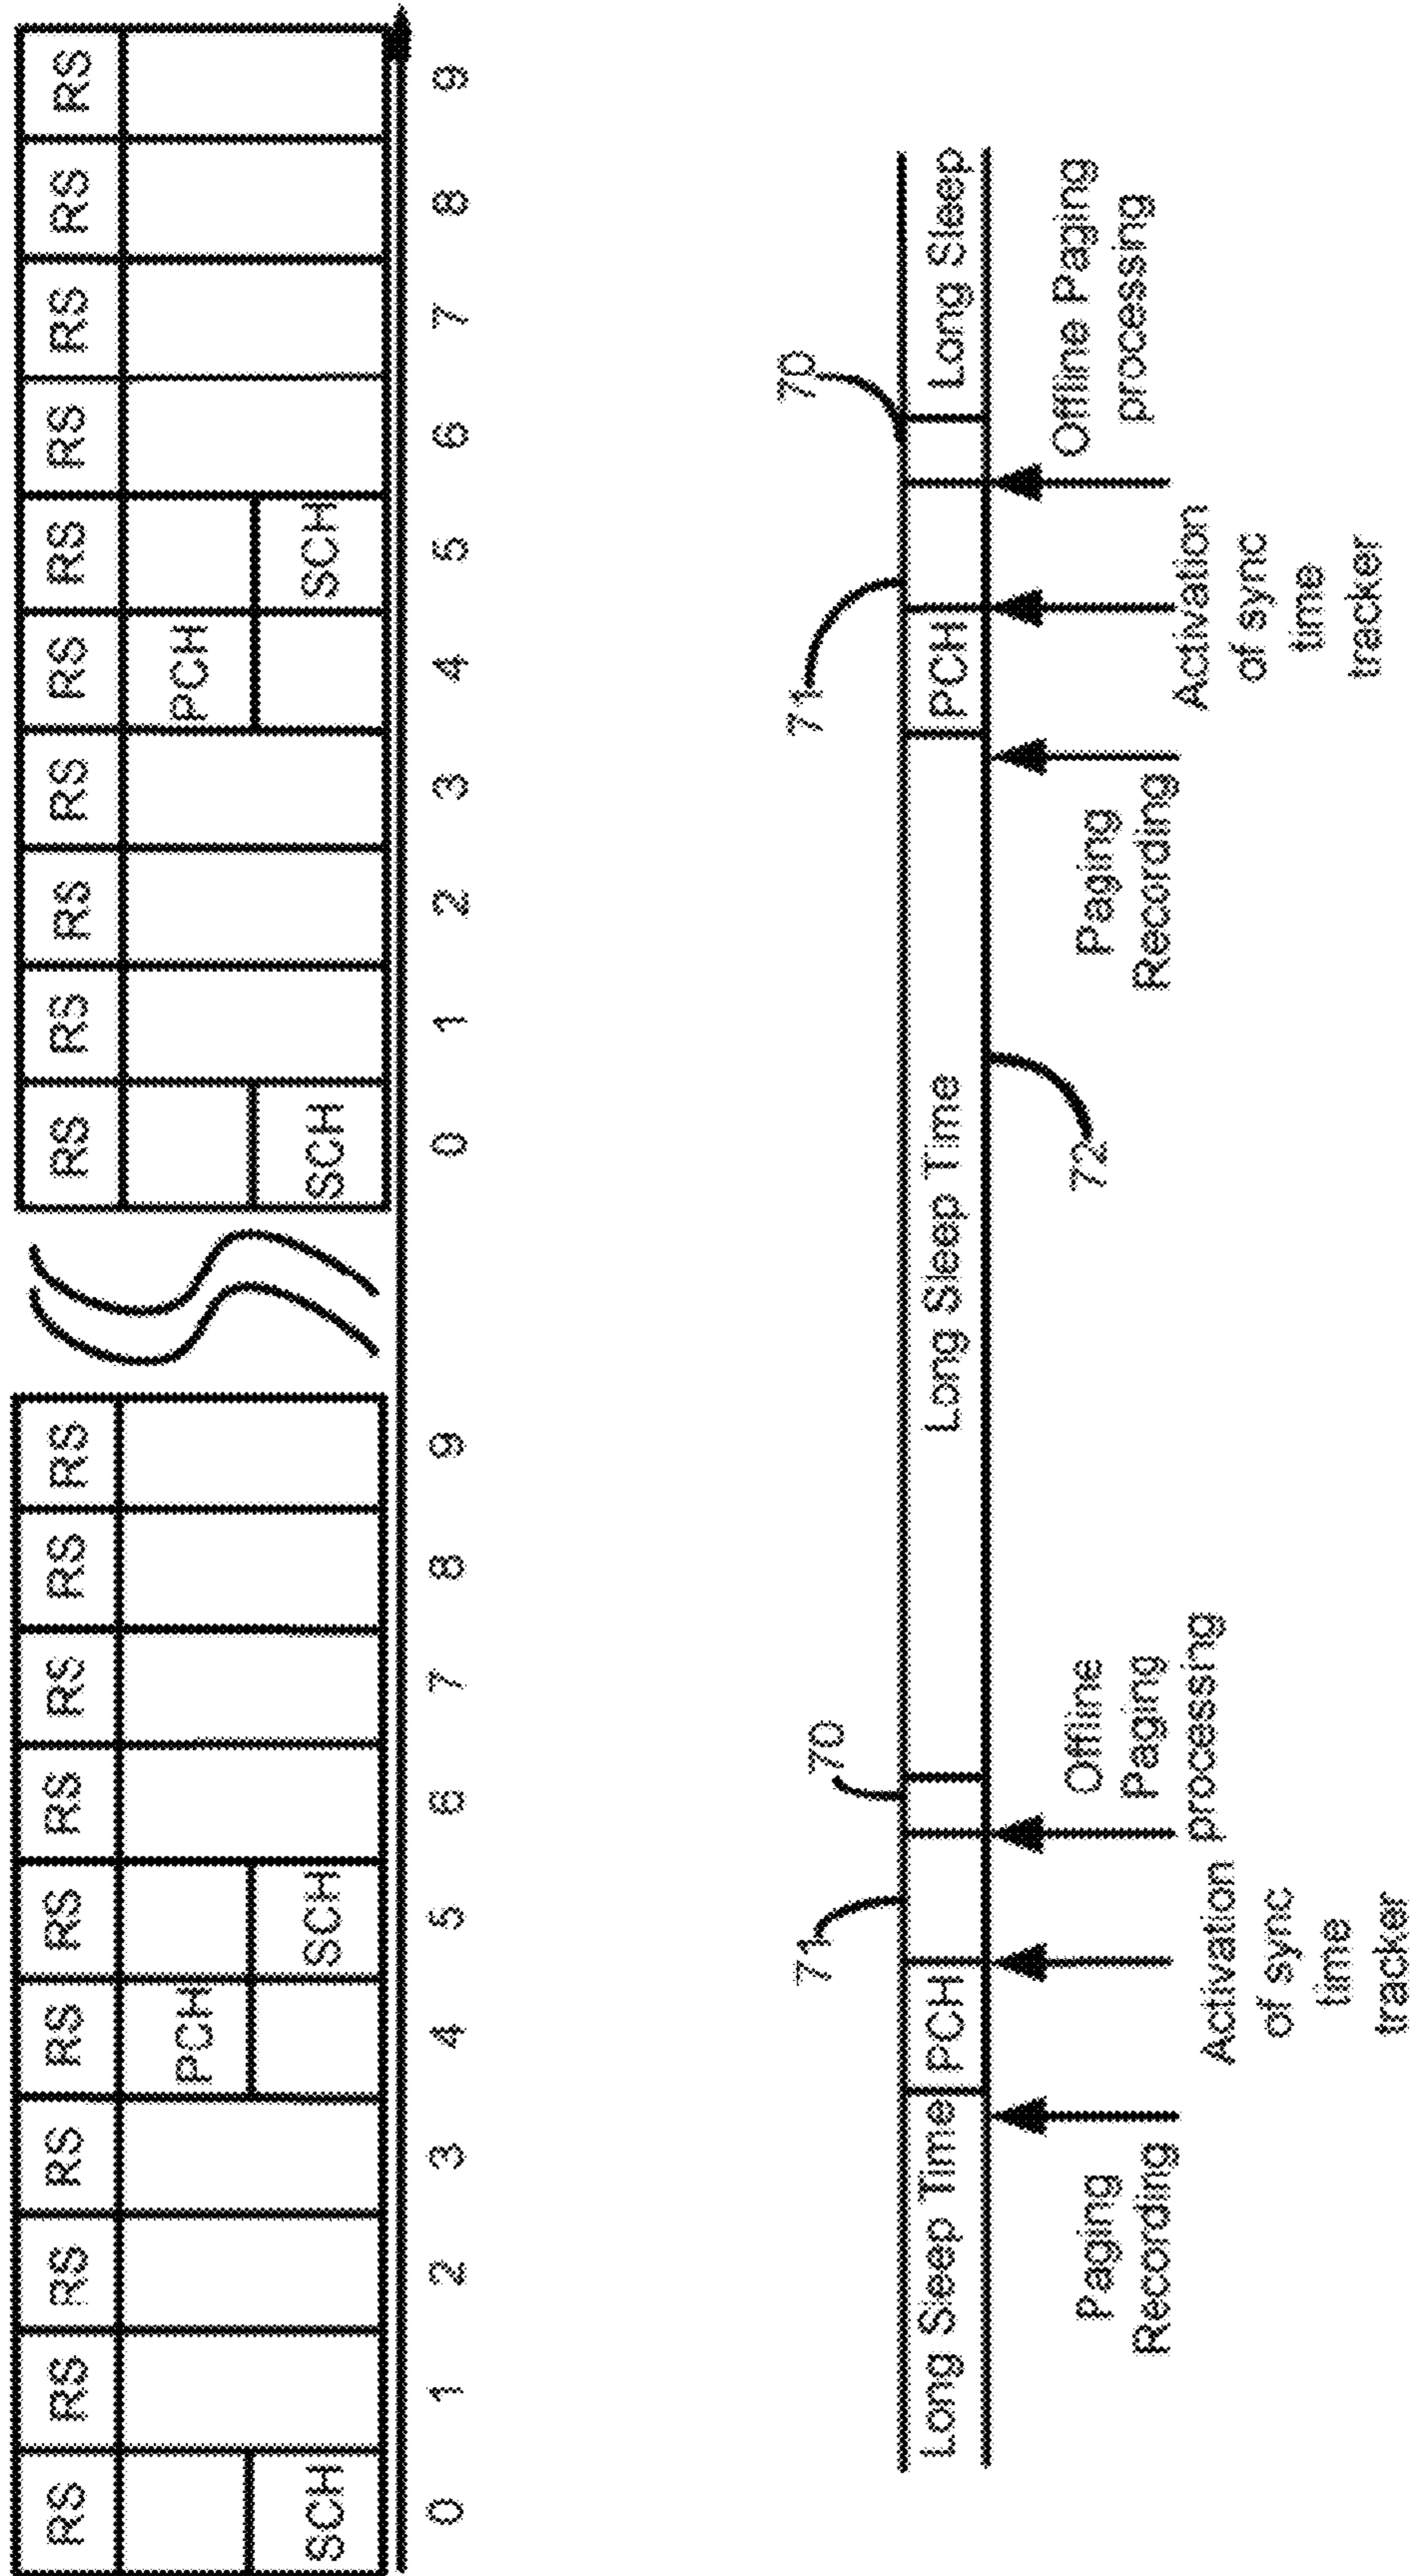 RS RS RS RS RS RS RS RS RS RS RS RS RS RS RS RS RS RS RS RS
PCH PCH
SCH SCH SCH SCH
0 1 2 3 4 5 6 7 8 9 0 1 2 3 4 5 6 7 8 9
71 70 71 70
Long Sleep Time PCH Long Sleep Time PCH Long Sleep
72
Paging
Recording
Activation
of sync
time
tracker
Offline
Paging
processing
Paging
Recording
Activation
of sync
time
tracker
Offline Paging
processing